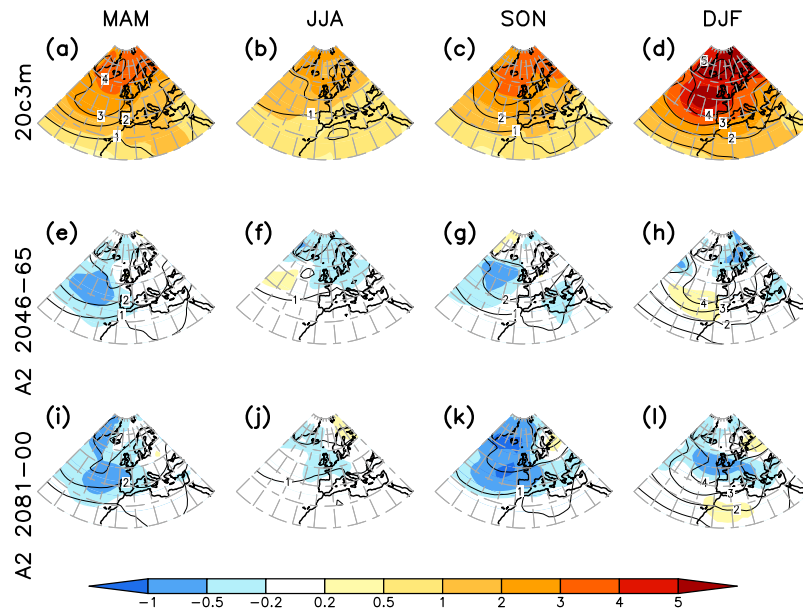 MAM JJA SON DJF
20c3m
(a) (b) (c) (d)
4 3 2 1
1
2 1
5 4 3 2
A2 2046-65
(e) (f) (g) (h)
2 1
1
1
4 3 2
A2 2081-00
(i) (j) (k) (l)
2
1
1
3 2
-1 -0.5 -0.2 0.2 0.5 1 2 3 4 5